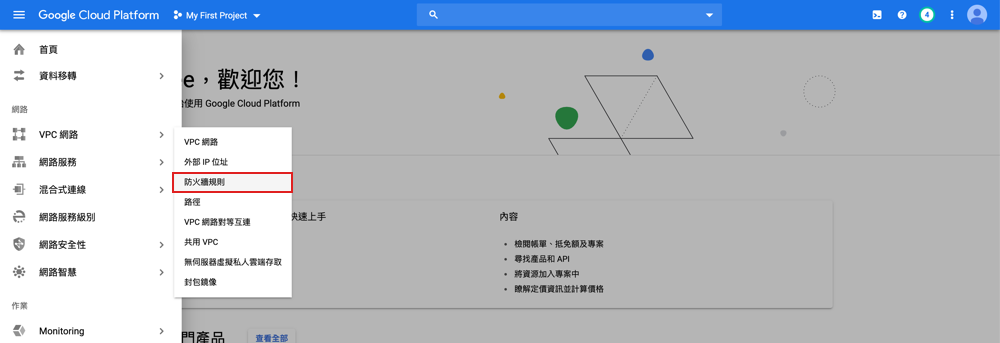 Google Cloud Platform
My First Project
4
首頁
資料移轉
網路
VPC 網路
網路服務
混合式連線
網路服務級別
網路安全性
網路智慧
作業
Monitoring
VPC 網路
外部 IP 位址
防火牆規則
路徑
VPC 網路對等互連
共用 VPC
無伺服器虛擬私人雲端存取
封包鏡像
，歡迎您！
使用 Google Cloud Platform
快速上手
內容
檢閱帳單、抵免額及專案
尋找產品和 API
將資源加入專案中
瞭解定價資訊並計算價格
門產品
查看全部